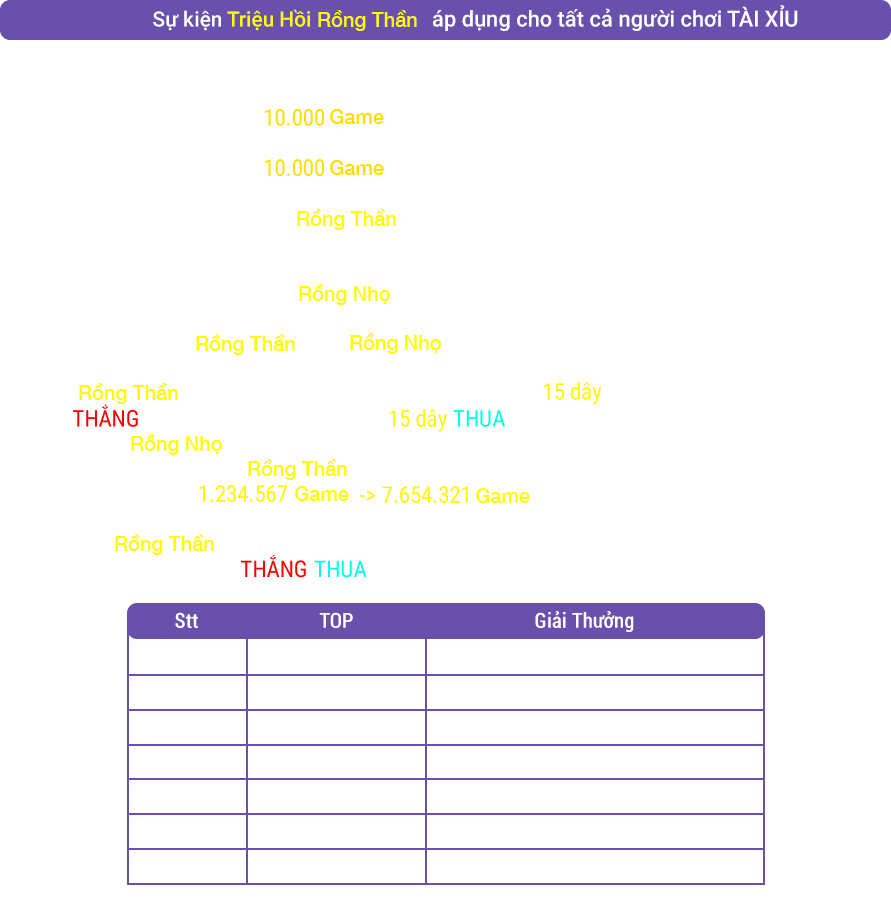 Sự kiện Triệu Hồi Rồng Thần áp dụng cho tất cả người chơi TÀI XỈU
10.000 Game
10.000 Game
Rồng Thần
Rồng Nhọ
Rồng Thần Rồng Nhọ
Rồng Thần 15 dây
THẮNG 15 dây THUA
Rồng Nhọ
Rồng Thần
1.234.567 Game -> 7.654.321 Game
Rồng Thần
THẮNG THUA
Stt TOP Giải Thưởng